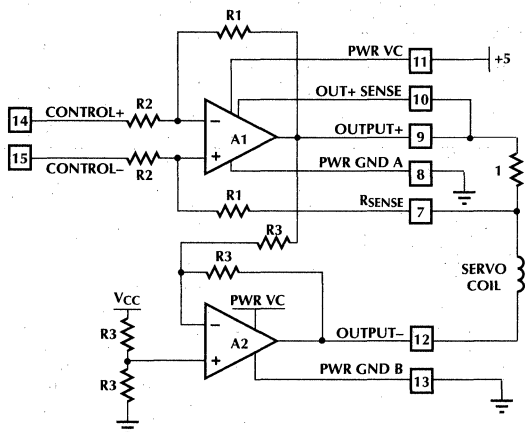 R1
PWR VC 11 +5
OUT+ SENSE 10
14 CONTROL+ R2 − A1 OUTPUT+ 9
15 CONTROL− R2 + PWR GND A 8 1
R1 RSENSE 7
R3
R3 SERVO COIL
VCC PWR VC
R3 − A2 OUTPUT− 12
R3 + PWR GND B 13